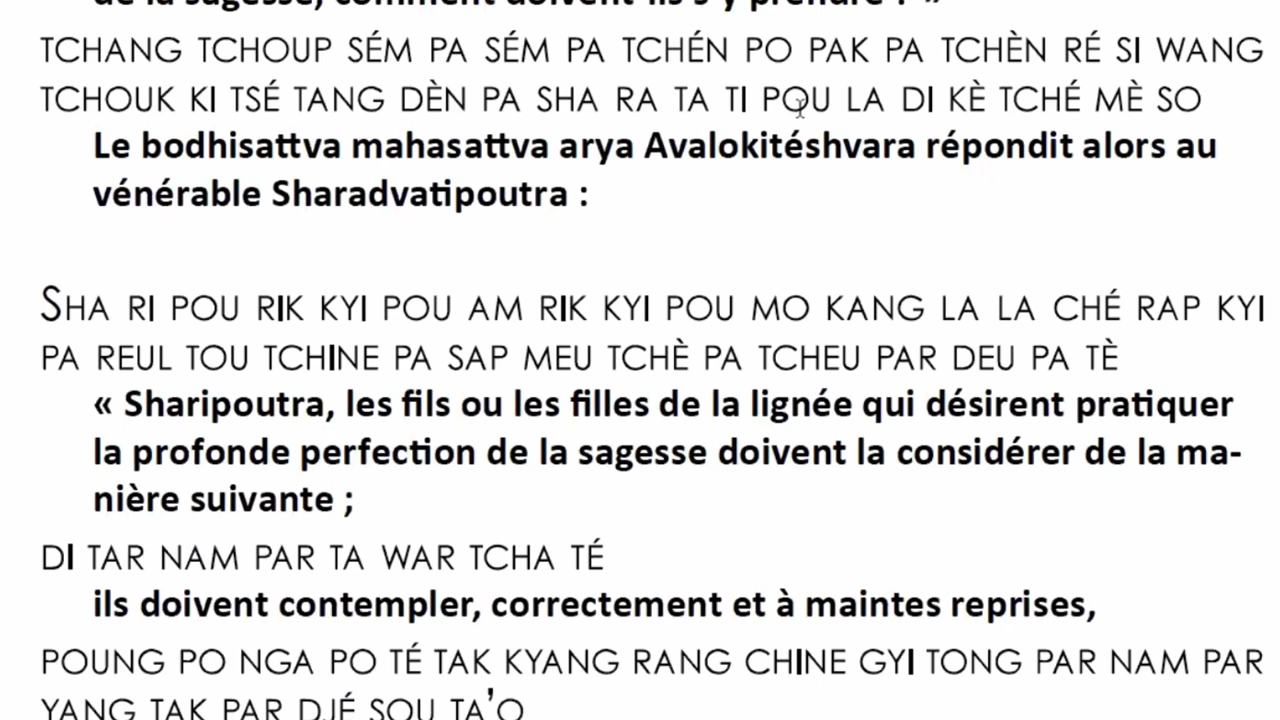 de la sagesse, comment doivent-ils s'y prendre ? »
TCHANG TCHOUP SÉM PA SÉM PA TCHÉN PO PAK PA TCHÈN RÉ SI WANG
TCHOUK KI TSÉ TANG DÈN PA SHA RA TA TI POU LA DI KÈ TCHÉ MÈ SO
Le bodhisattva mahasattva arya Avalokitéshvara répondit alors au
vénérable Sharadvatipoutra :
SHA RI POU RIK KYI POU AM RIK KYI POU MO KANG LA LA CHÉ RAP KYI
PA REUL TOU TCHINE PA SAP MEU TCHÈ PA TCHEU PAR DEU PA TÈ
« Sharipoutra, les fils ou les filles de la lignée qui désirent pratiquer
la profonde perfection de la sagesse doivent la considérer de la ma-
nière suivante ;
DI TAR NAM PAR TA WAR TCHA TÉ
ils doivent contempler, correctement et à maintes reprises,
POUNG PO NGA PO TÉ TAK KYANG RANG CHINE GYI TONG PAR NAM PAR
YANG TAK PAR DJÉ SOU TA'O